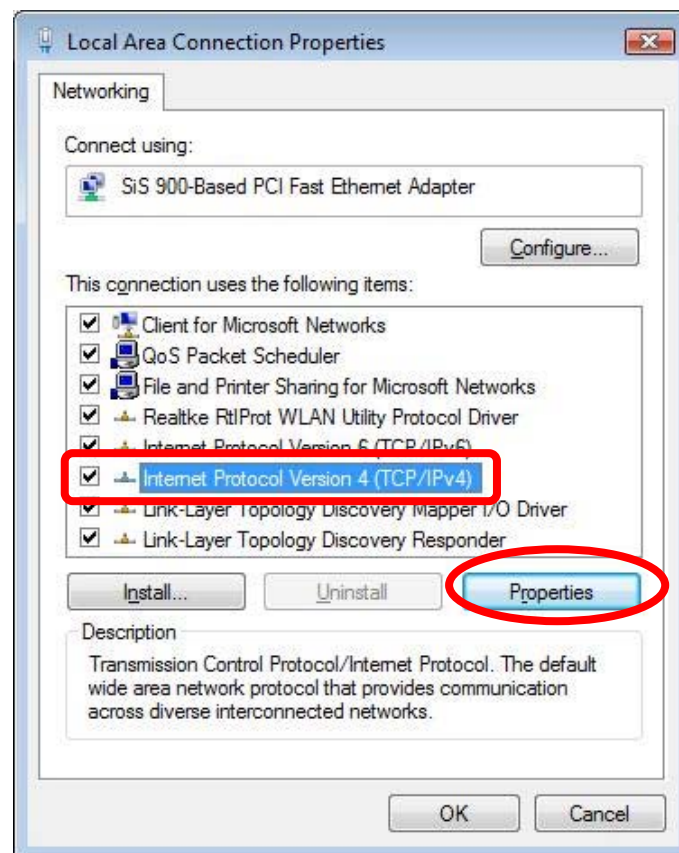 Local Area Connection Properties
Networking
Connect using:
SiS 900-Based PCI Fast Ethernet Adapter
Configure...
This connection uses the following items:
Client for Microsoft Networks
QoS Packet Scheduler
File and Printer Sharing for Microsoft Networks
Realtke RtlProt WLAN Utility Protocol Driver
Internet Protocol Version 6 (TCP/IPv6)
Internet Protocol Version 4 (TCP/IPv4)
Link-Layer Topology Discovery Mapper I/O Driver
Link-Layer Topology Discovery Responder
Install... Uninstall Properties
Description
Transmission Control Protocol/Internet Protocol. The default
wide area network protocol that provides communication
across diverse interconnected networks.
OK Cancel